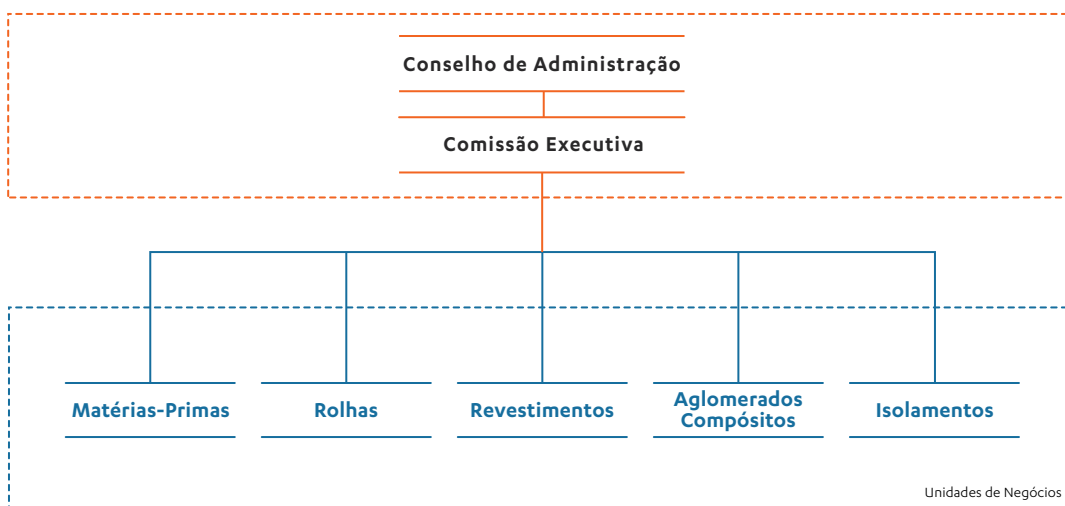 Conselho de Administração
Comissão Executiva
Matérias-Primas
Rolhas
Revestimentos
Aglomerados
Compósitos
Isolamentos
Unidades de Negócios